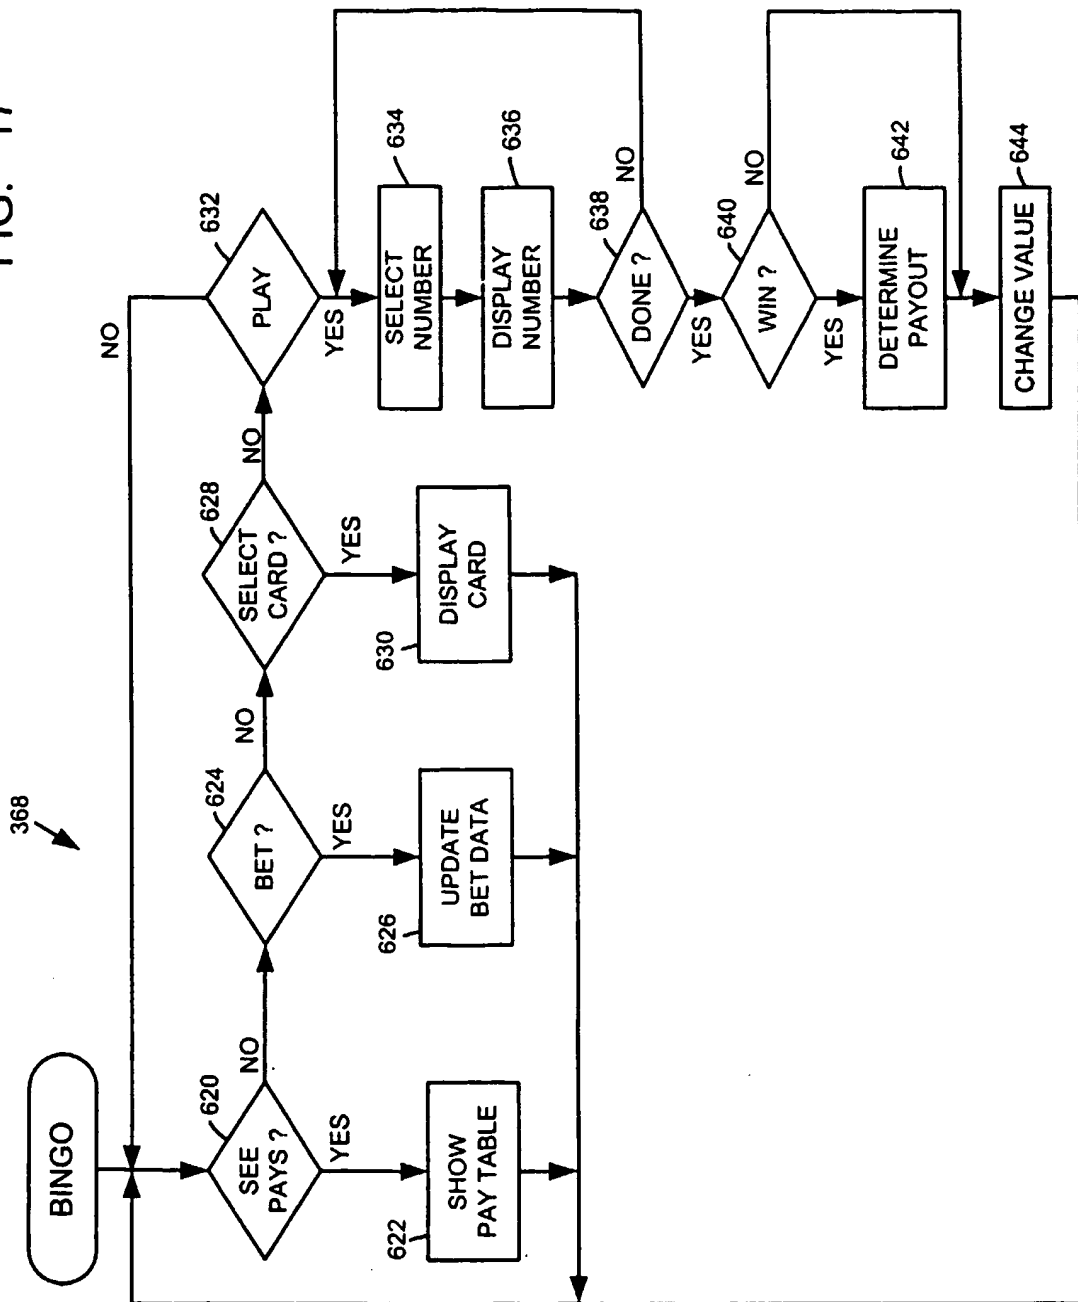 FIG. 17
368
BINGO
620
SEE
PAYS ?
NO
YES
622
SHOW
PAY TABLE
624
BET ?
NO
YES
626
UPDATE
BET DATA
628
SELECT
CARD ?
NO
YES
630
DISPLAY
CARD
632
PLAY
NO
YES
634
SELECT
NUMBER
636
DISPLAY
NUMBER
638
DONE ?
NO
YES
640
WIN ?
NO
YES
642
DETERMINE
PAYOUT
644
CHANGE VALUE